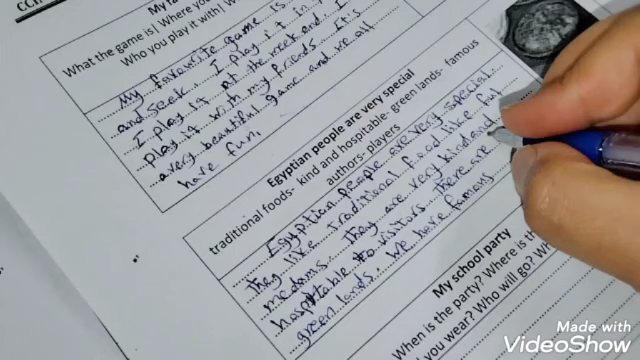 CCII
My fa
What the game is| Where you
Who you play it with| W
My favourite game is
and seek. I play it in
I play it at the weekend. I
play it with my friends. It's
avery beautiful game and we all
have fun.
Egyptian people are very special
traditional foods- kind and hospitable- green lands- famous
authors- players
Egyptian people are very special.
they like traditional food like ful
medams. They are very kind and
hospitable to visitors. there are
green lands. We have famous
My school party
When is the party? Where is th
you wear? Who will go? Wh
Made with
VideoShow